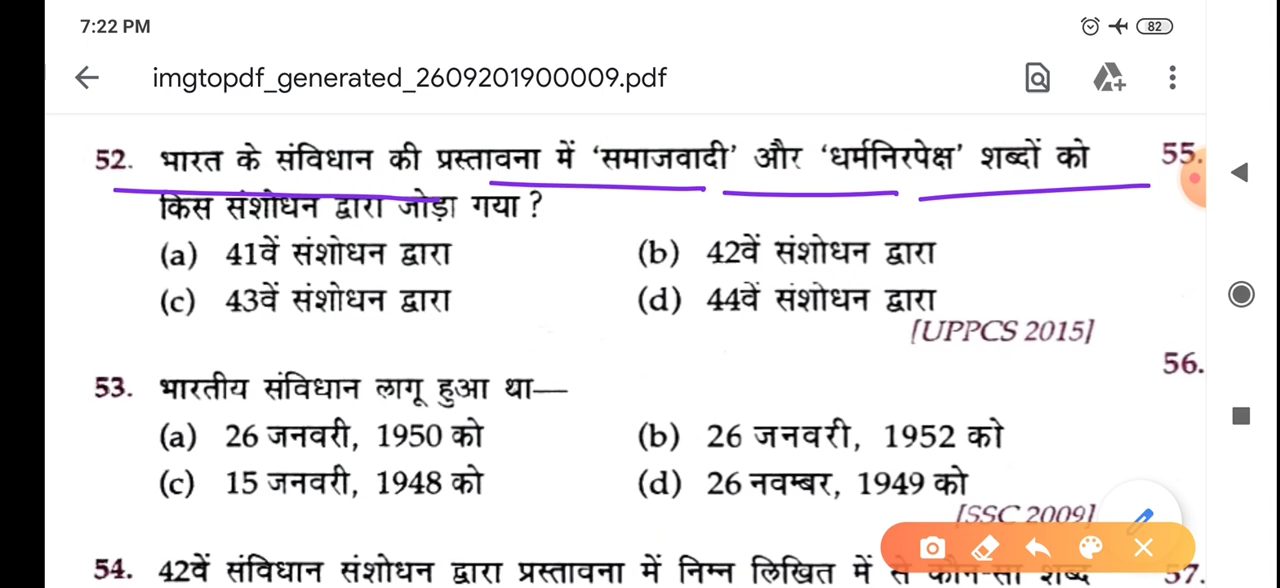 7:22 PM
82
imgtopdf_generated_2609201900009.pdf
52. भारत के संविधान की प्रस्तावना में ‘समाजवादी’ और ‘धर्मनिरपेक्ष’ शब्दों को
किस संशोधन द्वारा जोड़ा गया ?
(a) 41वें संशोधन द्वारा (b) 42वें संशोधन द्वारा
(c) 43वें संशोधन द्वारा (d) 44वें संशोधन द्वारा
[UPPCS 2015]
53. भारतीय संविधान लागू हुआ था—
(a) 26 जनवरी, 1950 को (b) 26 जनवरी, 1952 को
(c) 15 जनवरी, 1948 को (d) 26 नवम्बर, 1949 को
[SSC 2009]
54. 42वें संविधान संशोधन द्वारा प्रस्तावना में निम्न लिखित में से कौन-सा शब्द
55.
56.
57.